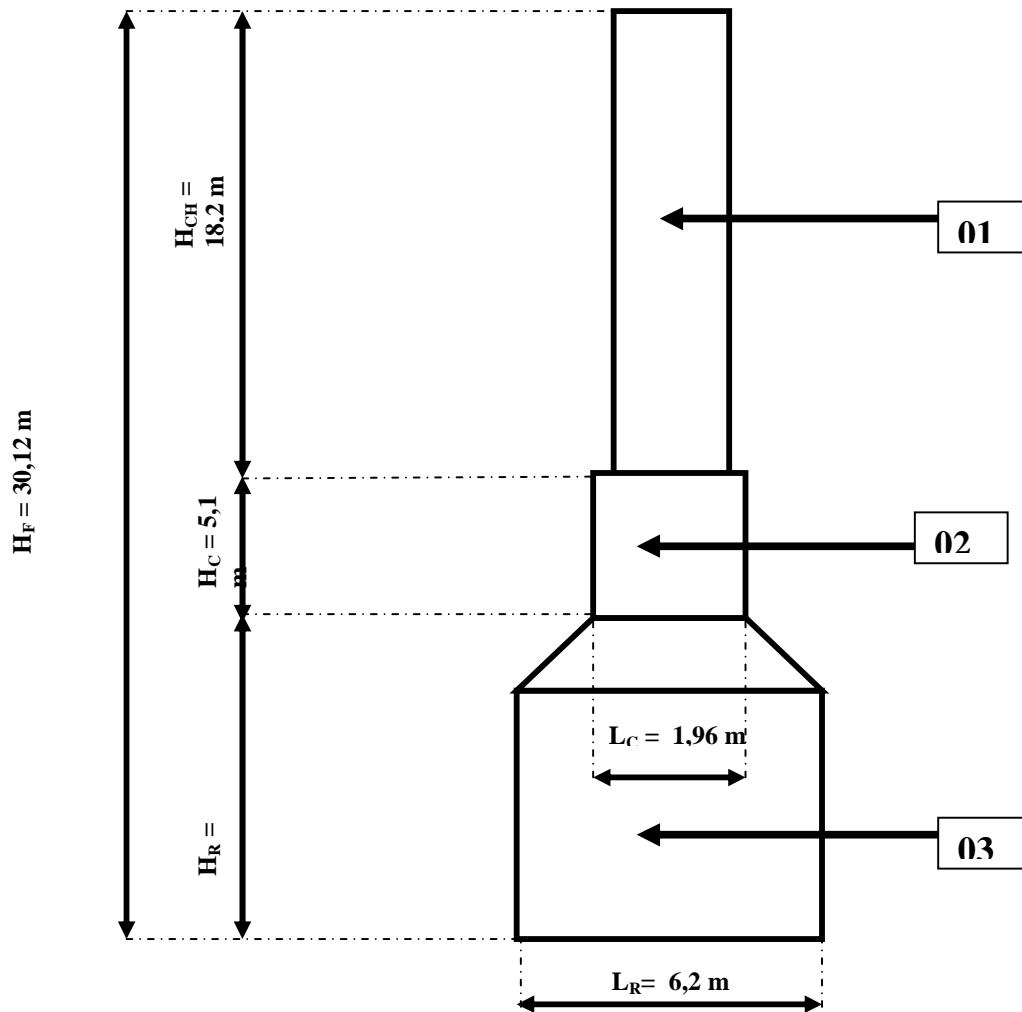 H_F = 30,12 m
H_CH =
18.2 m
01
H_C = 5,1
m
02
L_C = 1,96 m
H_R =
03
L_R= 6,2 m